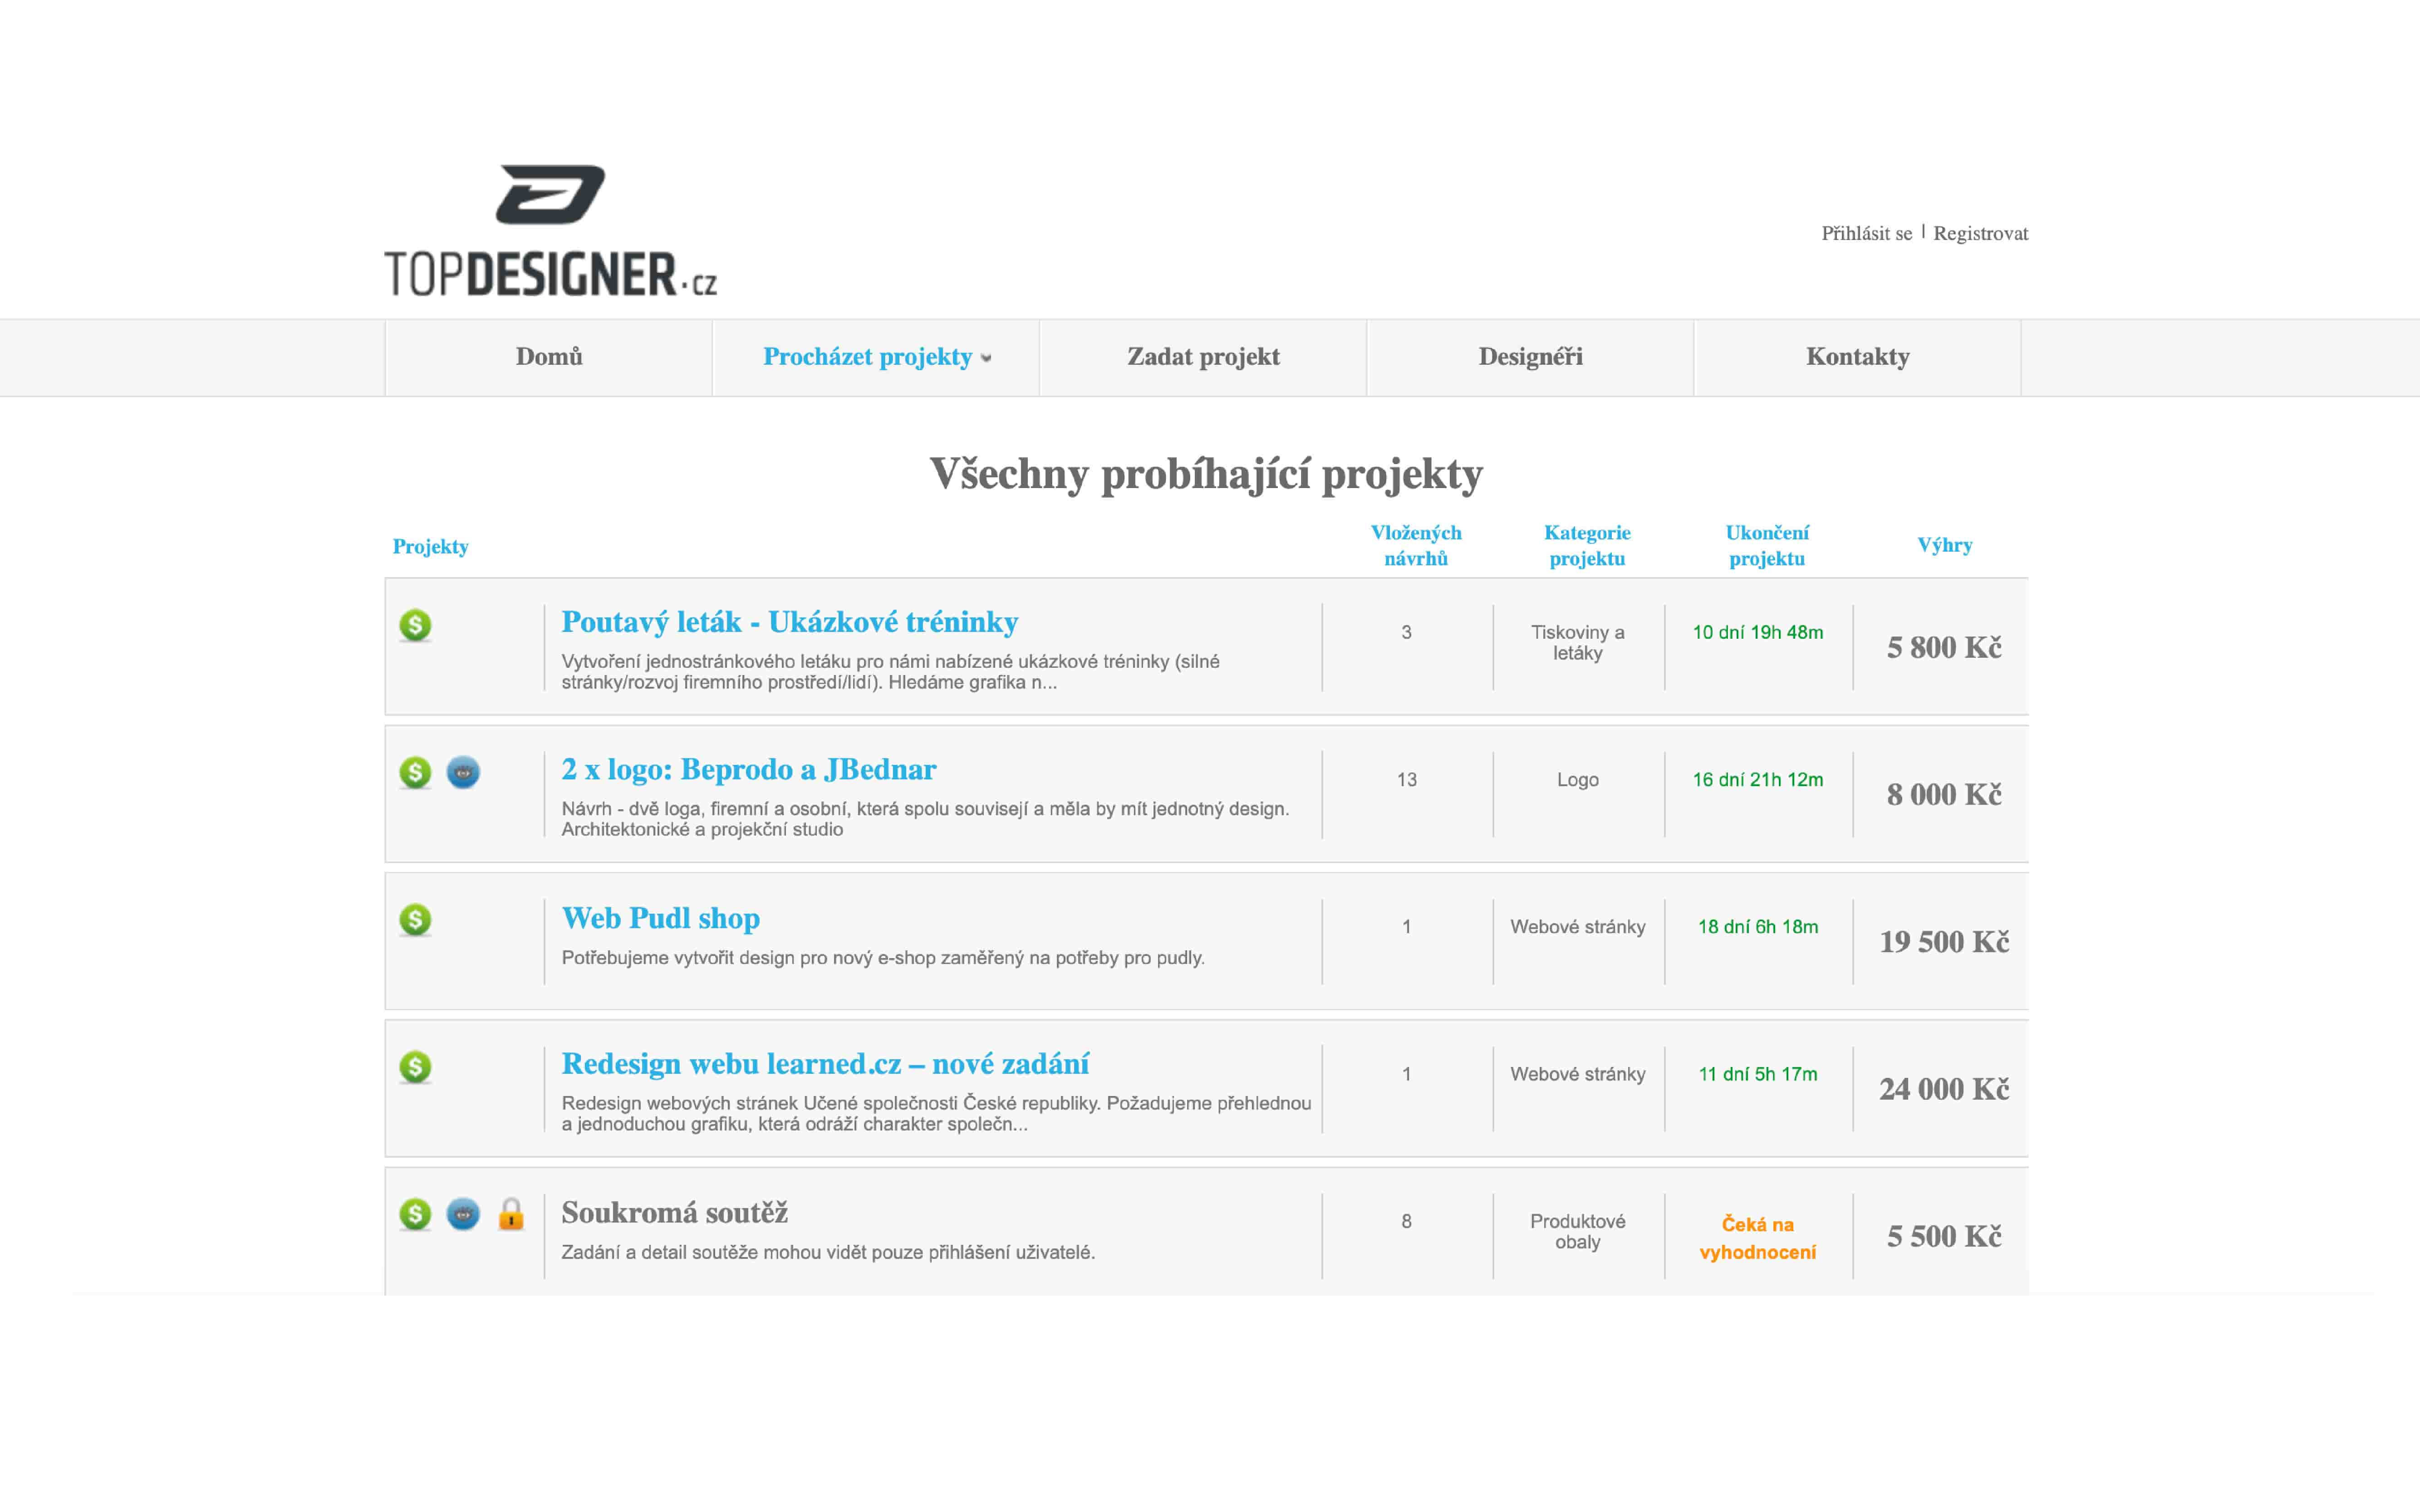 TOPDESIGNER.cz
Přihlásit se | Registrovat
Domů
Procházet projekty
Zadat projekt
Designéři
Kontakty
Všechny probíhající projekty
Projekty
Vložených
návrhů
Kategorie
projektu
Ukončení
projektu
Výhry
Poutavý leták - Ukázkové tréninky
Vytvoření jednostránkového letáku pro námi nabízené ukázkové tréninky (silné
stránky/rozvoj firemního prostředí/lidí). Hledáme grafika n...
3
Tiskoviny a
letáky
10 dní 19h 48m
5 800 Kč
2 x logo: Beprodo a JBednar
Návrh - dvě loga, firemní a osobní, která spolu souvisejí a měla by mít jednotný design.
Architektonické a projekční studio
13
Logo
16 dní 21h 12m
8 000 Kč
Web Pudl shop
Potřebujeme vytvořit design pro nový e-shop zaměřený na potřeby pro pudly.
1
Webové stránky
18 dní 6h 18m
19 500 Kč
Redesign webu learned.cz – nové zadání
Redesign webových stránek Učené společnosti České republiky. Požadujeme přehlednou
a jednoduchou grafiku, která odráží charakter společn...
1
Webové stránky
11 dní 5h 17m
24 000 Kč
Soukromá soutěž
Zadání a detail soutěže mohou vidět pouze přihlášení uživatelé.
8
Produktové
obaly
Čeká na
vyhodnocení
5 500 Kč